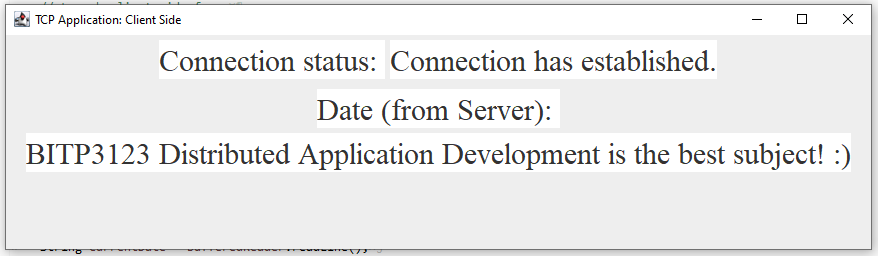 TCP Application: Client Side
Connection status: Connection has established.
Date (from Server):
BITP3123 Distributed Application Development is the best subject! :)